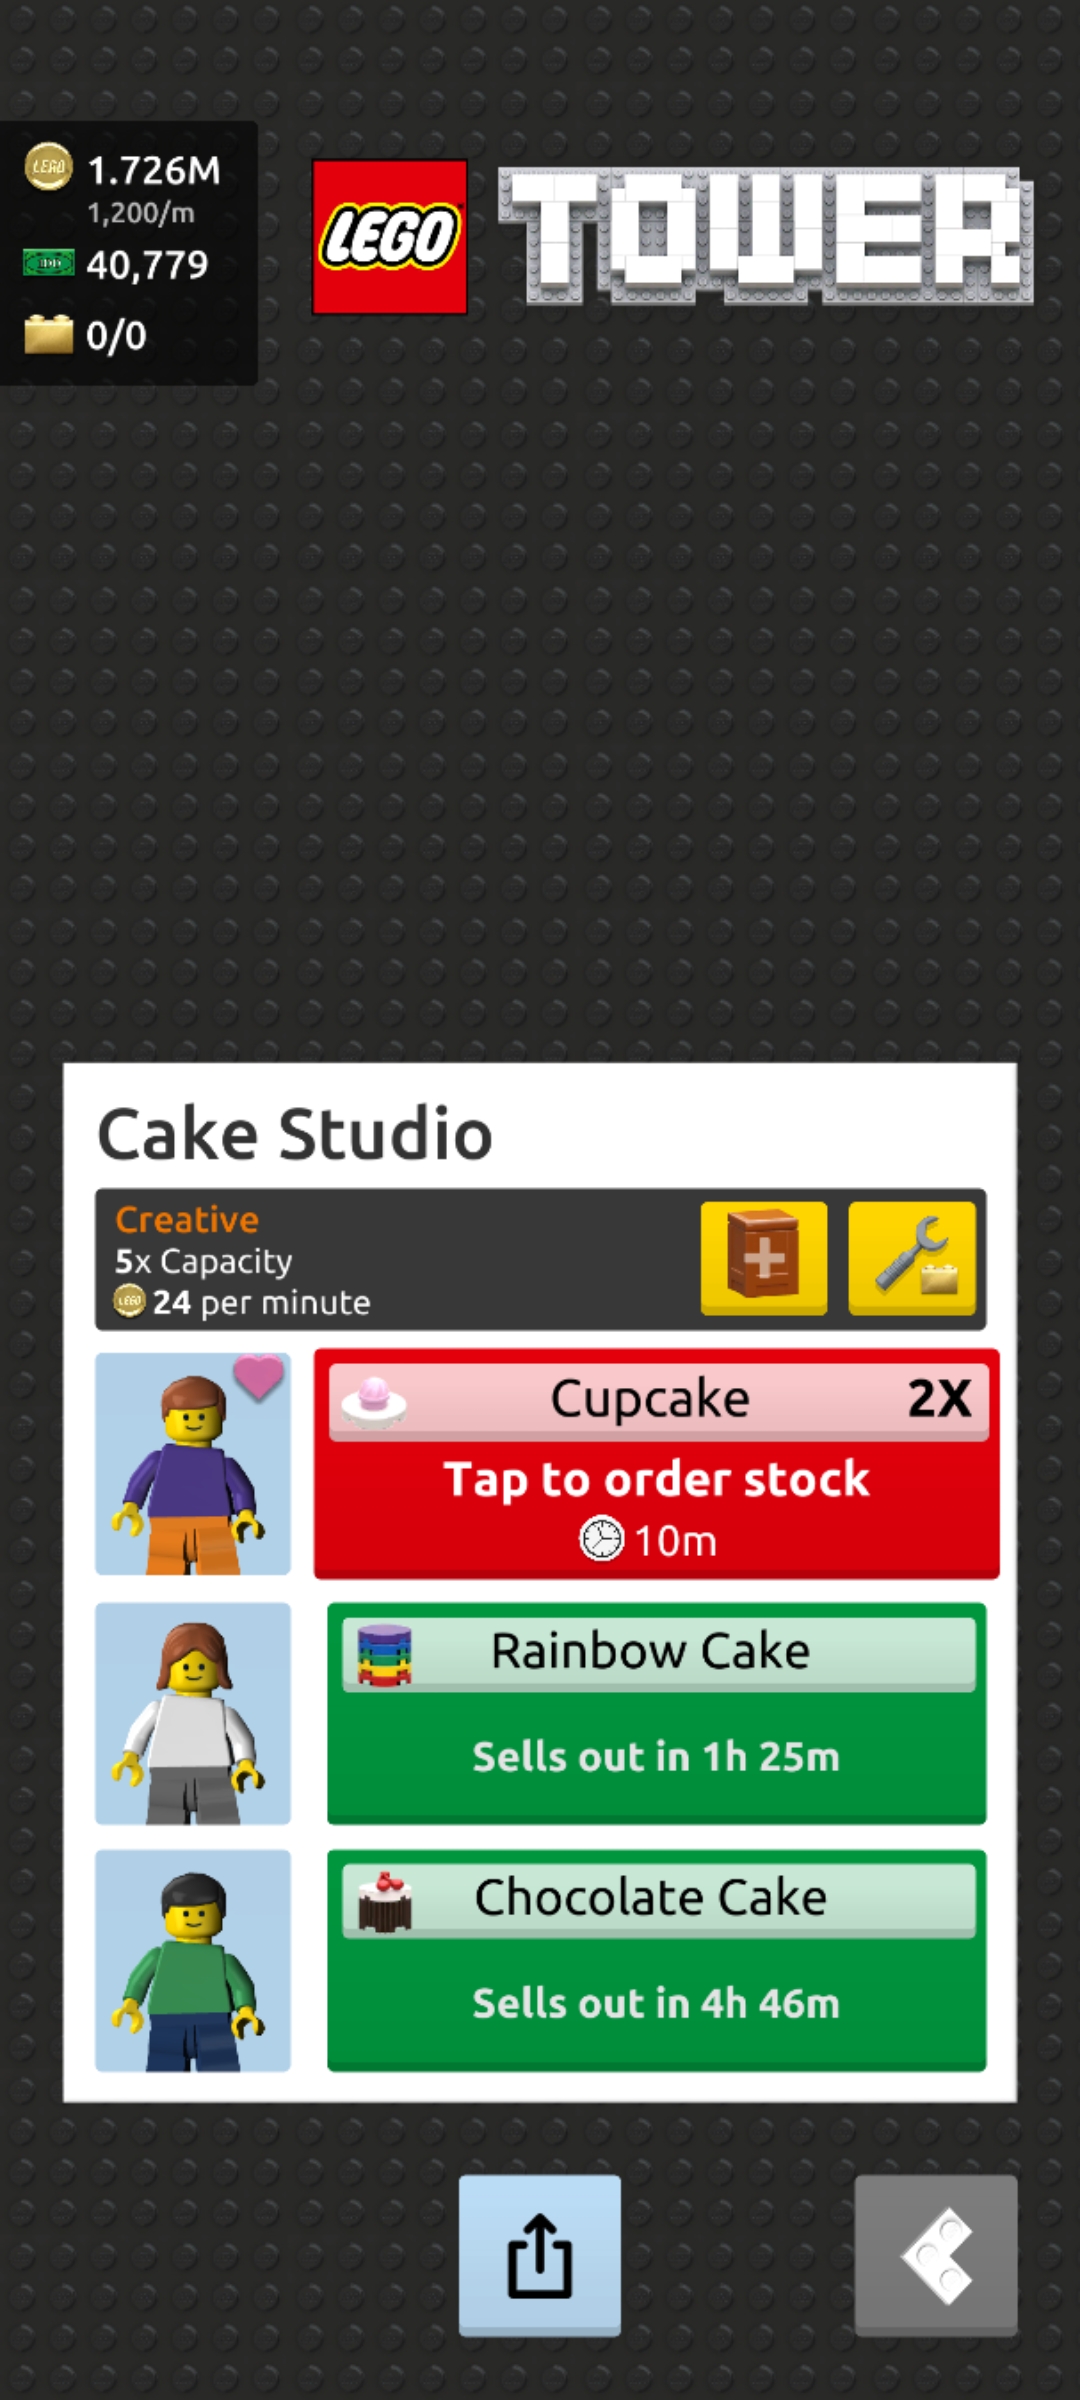 1.726M
1,200/m
40,779
0/0
LEGO TOWER
Cake Studio
Creative
5x Capacity
24 per minute
Cupcake 2X
Tap to order stock
10m
Rainbow Cake
Sells out in 1h 25m
Chocolate Cake
Sells out in 4h 46m